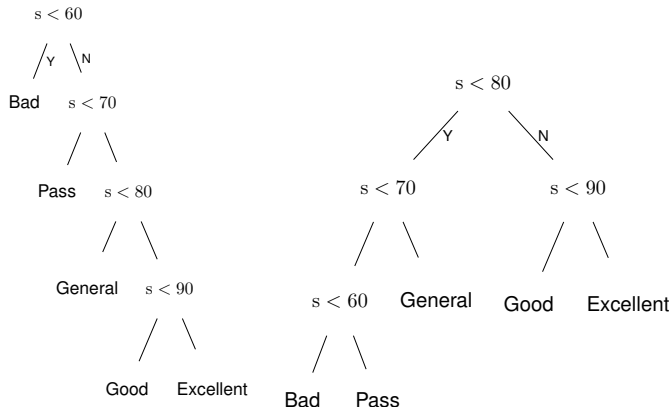 s < 60
Y N
Bad s < 70
Pass s < 80
General s < 90
Good Excellent
s < 80
Y N
s < 70 s < 90
s < 60 General Good Excellent
Bad Pass